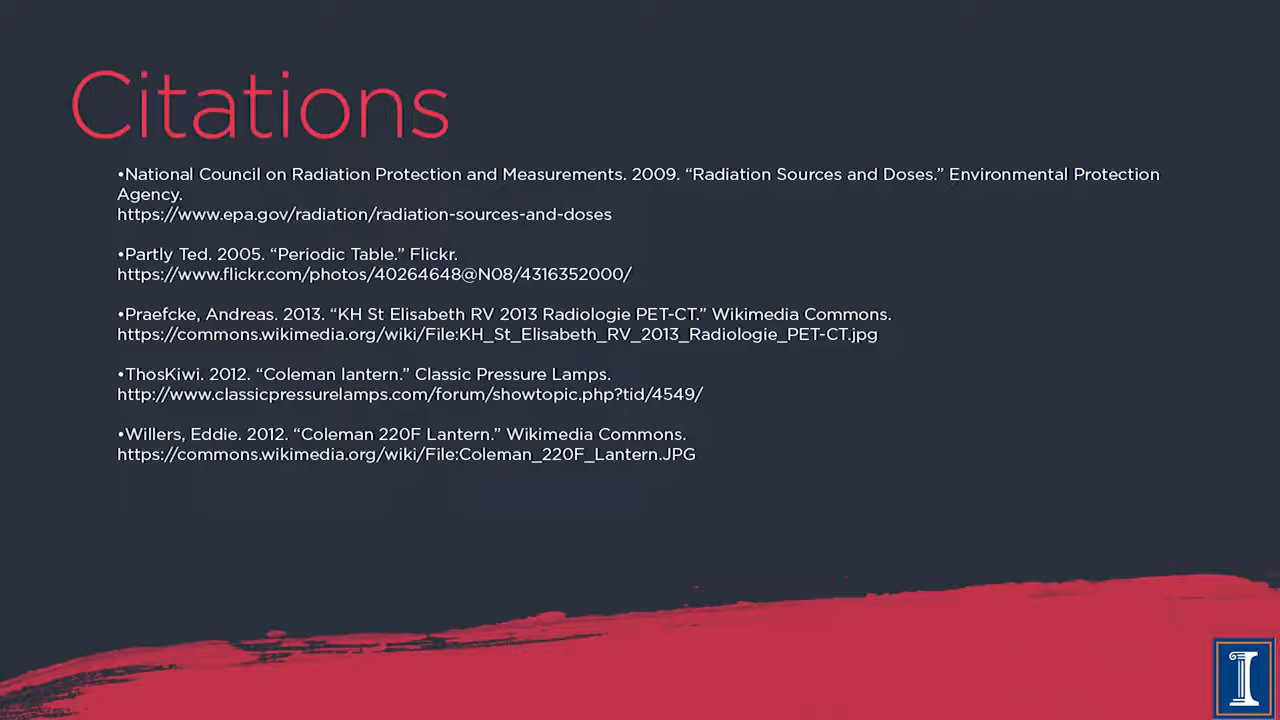 Citations
•National Council on Radiation Protection and Measurements. 2009. “Radiation Sources and Doses.” Environmental Protection
Agency.
https://www.epa.gov/radiation/radiation-sources-and-doses
•Partly Ted. 2005. “Periodic Table.” Flickr.
https://www.flickr.com/photos/40264648@N08/4316352000/
•Praefcke, Andreas. 2013. “KH St Elisabeth RV 2013 Radiologie PET-CT.” Wikimedia Commons.
https://commons.wikimedia.org/wiki/File:KH_St_Elisabeth_RV_2013_Radiologie_PET-CT.jpg
•ThosKiwi. 2012. “Coleman lantern.” Classic Pressure Lamps.
http://www.classicpressurelamps.com/forum/showtopic.php?tid/4549/
•Willers, Eddie. 2012. “Coleman 220F Lantern.” Wikimedia Commons.
https://commons.wikimedia.org/wiki/File:Coleman_220F_Lantern.JPG
I